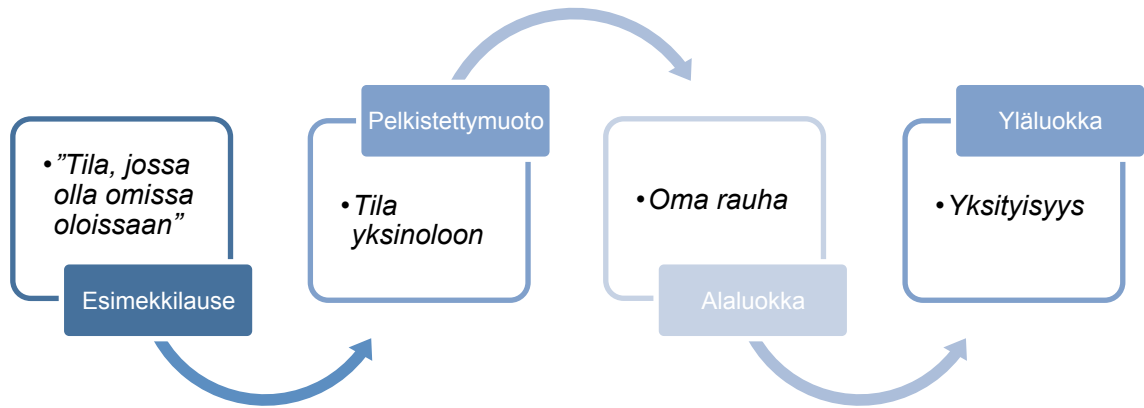 •”Tila, jossa
olla omissa
oloissaan”
Esimekkilause
Pelkistettymuoto
•Tila
yksinoloon
•Oma rauha
Alaluokka
Yläluokka
•Yksityisyys